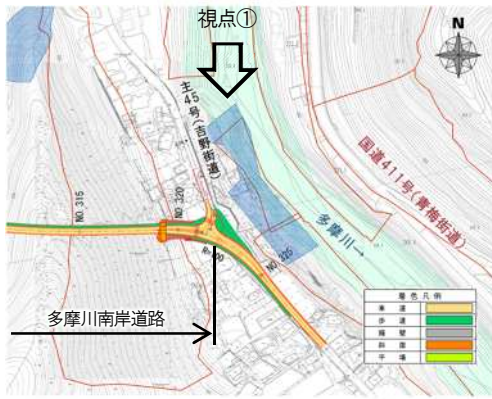 視点①
N
主45号(吉野街道)
国道411号(青梅街道)
多摩川→
NO.315
NO.320
NO.325
多摩川南岸道路
着色凡例
車道
歩道
擁壁
斜面
平場